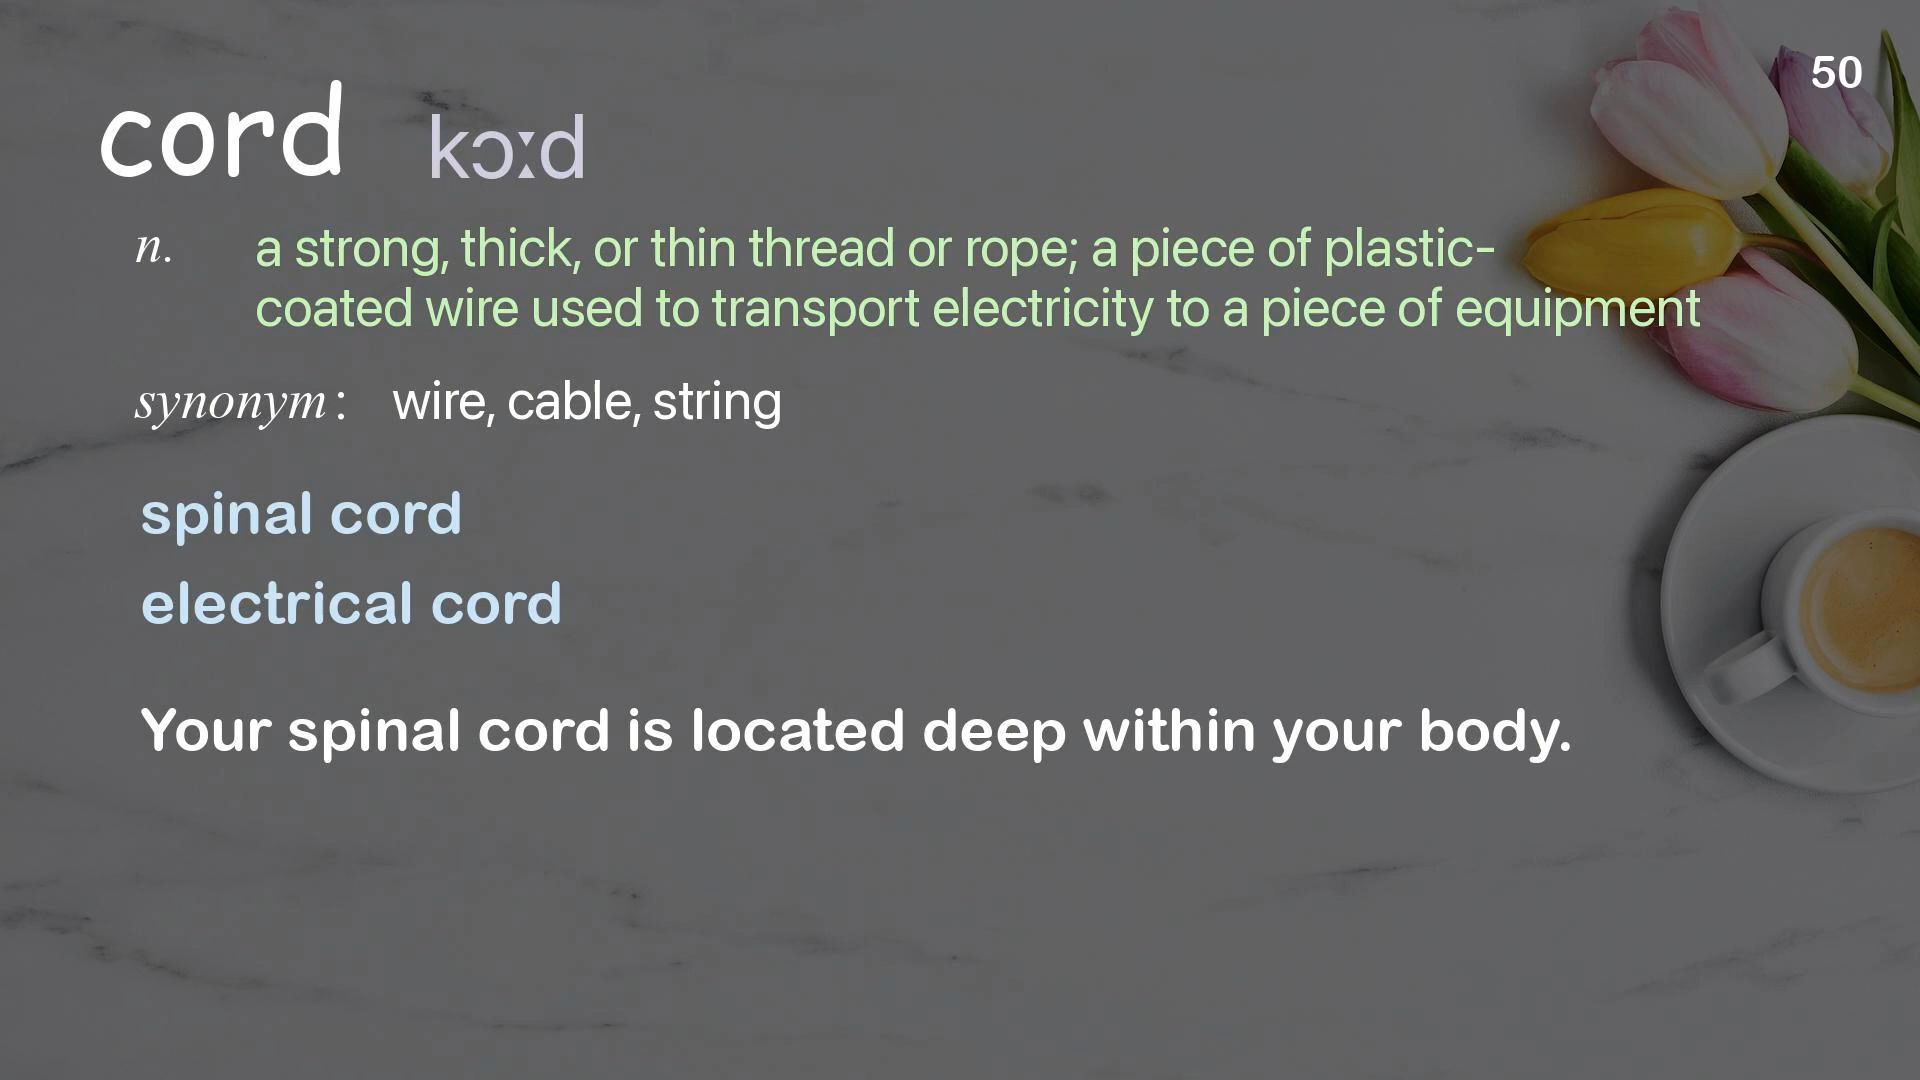 50
cord kɔːd
n. a strong, thick, or thin thread or rope; a piece of plastic-
coated wire used to transport electricity to a piece of equipment
synonym: wire, cable, string
spinal cord
electrical cord
Your spinal cord is located deep within your body.